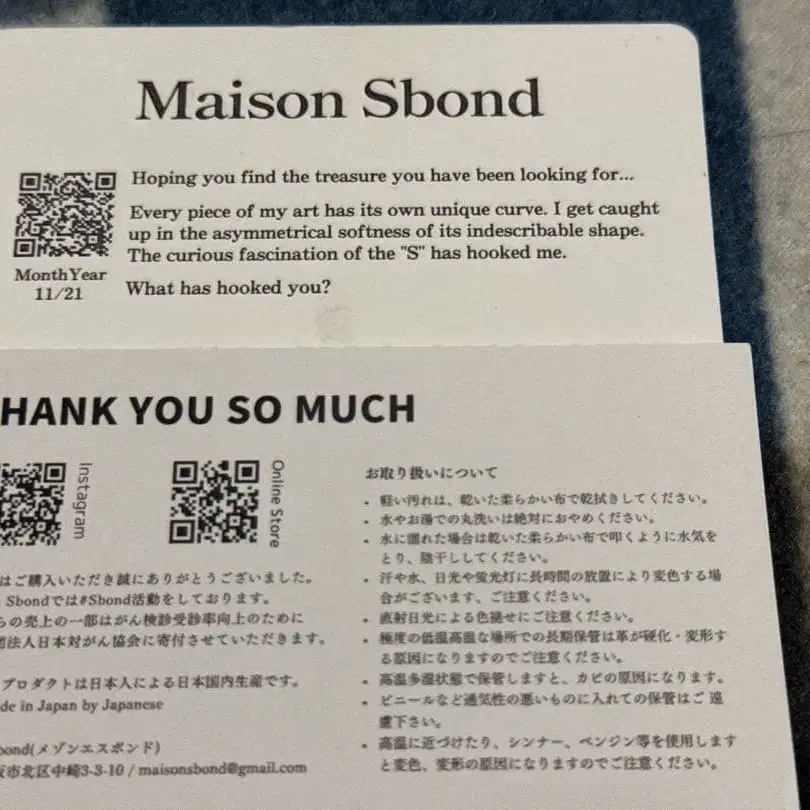 Maison Sbond
Hoping you find the treasure you have been looking for...
Every piece of my art has its own unique curve. I get caught
up in the asymmetrical softness of its indescribable shape.
The curious fascination of the "S" has hooked me.
What has hooked you?
MonthYear
11/21
HANK YOU SO MUCH
Instagram
Online Store
はご購入いただき誠にありがとうございました。
Sbondでは#Sbond活動をしております。
らの売上の一部はがん検診受診率向上のために
団法人日本対がん協会に寄付させていただきます。
プロダクトは日本人による日本国内生産です。
de in Japan by Japanese
bond(メゾンエスボンド)
阪市北区中崎3-3-10 / maisonsbond@gmail.com
お取り扱いについて
・軽い汚れは、乾いた柔らかい布で乾拭きしてください。
・水やお湯での丸洗いは絶対におやめください。
・水に濡れた場合は乾いた柔らかい布で叩くように水気を
とり、陰干ししてください。
・汗や水、日光や蛍光灯に長時間の放置により変色する場
合がございます、ご注意ください。
・直射日光による色褪せにご注意ください。
・極度の低温高温な場所での長期保管は革が硬化・変形す
る原因になりますのでご注意ください。
・高温多湿状態で保管しますと、カビの原因になります。
・ビニールなど通気性の悪いものに入れての保管はご 遠
慮下さい。
・高温に近づけたり、シンナー、ベンジン等を使用します
と変色、変形の原因になりますのでご注意ください。